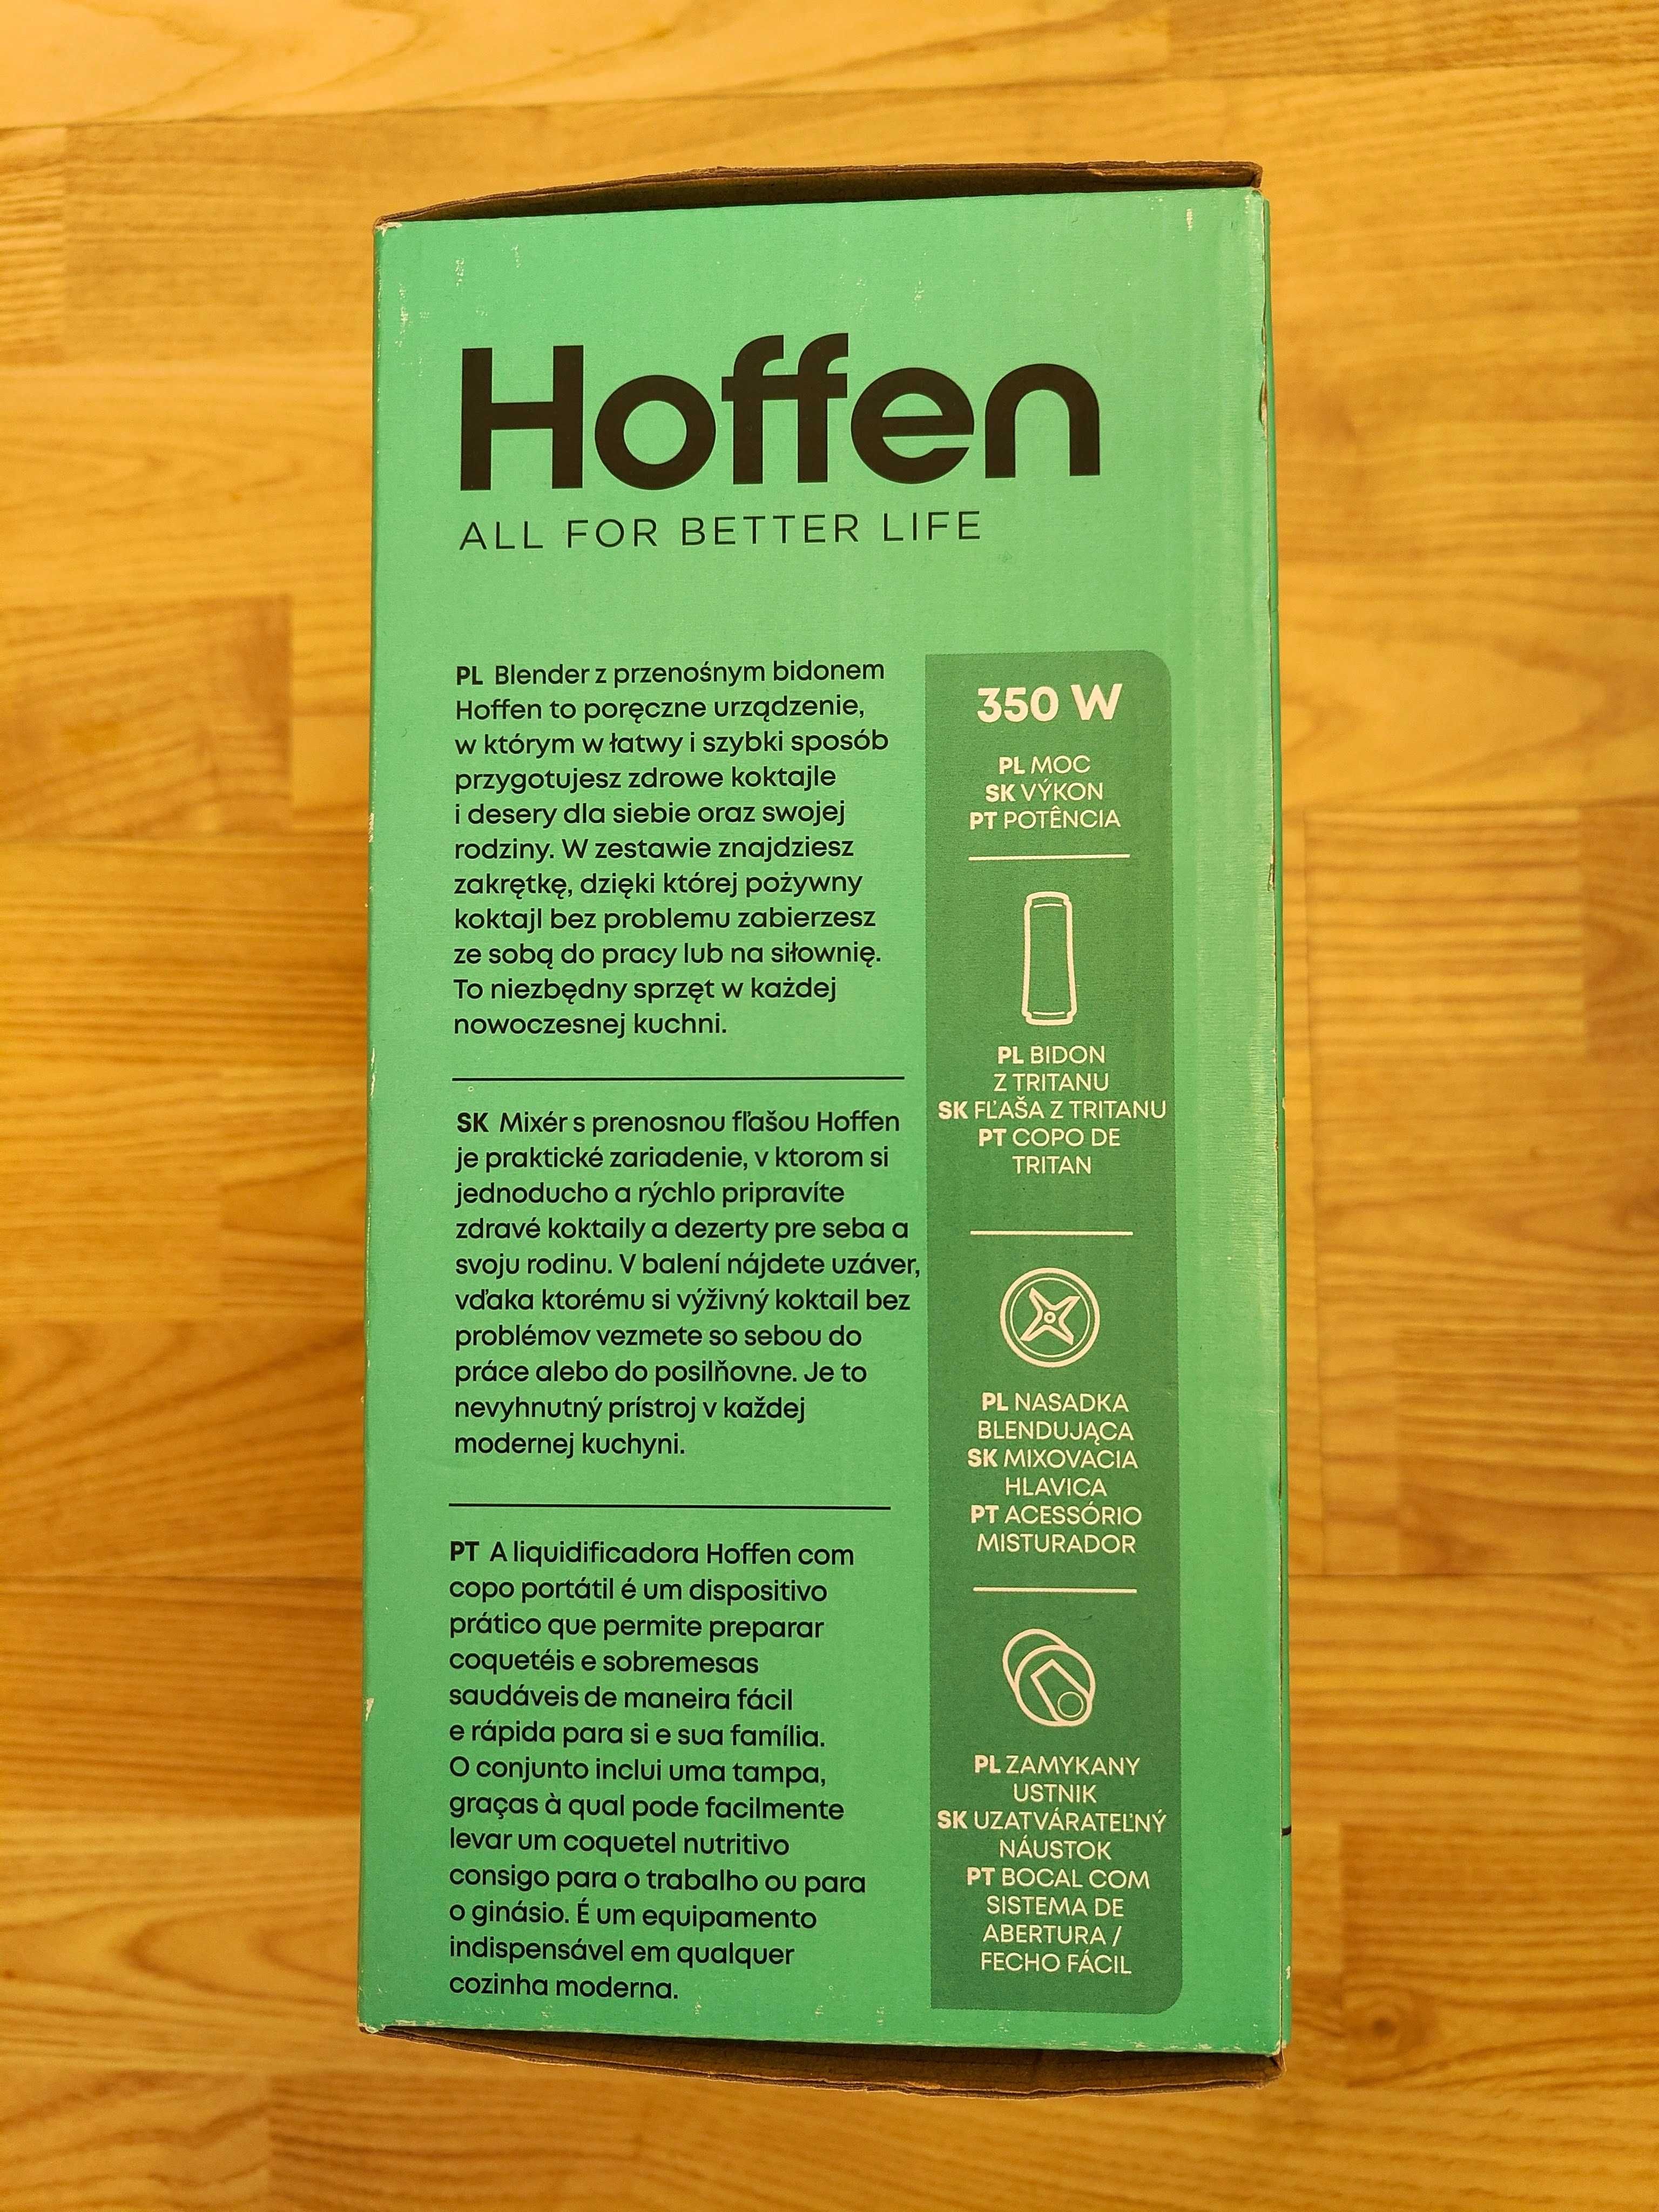 Hoffen
ALL FOR BETTER LIFE
PL Blender z przenośnym bidonem
Hoffen to poręczne urządzenie,
w którym w łatwy i szybki sposób
przygotujesz zdrowe koktajle
i desery dla siebie oraz swojej
rodziny. W zestawie znajdziesz
zakrętkę, dzięki której pożywny
koktajl bez problemu zabierzesz
ze sobą do pracy lub na siłownię.
To niezbędny sprzęt w każdej
nowoczesnej kuchni.
SK Mixér s prenosnou fľašou Hoffen
je praktické zariadenie, v ktorom si
jednoducho a rýchlo pripravíte
zdravé koktaily a dezerty pre seba a
svoju rodinu. V balení nájdete uzáver,
vďaka ktorému si výživný koktail bez
problémov vezmete so sebou do
práce alebo do posilňovne. Je to
nevyhnutný prístroj v každej
modernej kuchyni.
PT A liquidificadora Hoffen com
copo portátil é um dispositivo
prático que permite preparar
coquetéis e sobremesas
saudáveis de maneira fácil
e rápida para si e sua família.
O conjunto inclui uma tampa,
graças à qual pode facilmente
levar um coquetel nutritivo
consigo para o trabalho ou para
o ginásio. É um equipamento
indispensável em qualquer
cozinha moderna.
350 W
PL MOC
SK VÝKON
PT POTÊNCIA
PL BIDON
Z TRITANU
SK FĽAŠA Z TRITANU
PT COPO DE
TRITAN
PL NASADKA
BLENDUJĄCA
SK MIXOVACIA
HLAVICA
PT ACESSÓRIO
MISTURADOR
PL ZAMYKANY
USTNIK
SK UZATVÁRATEĽNÝ
NÁUSTOK
PT BOCAL COM
SISTEMA DE
ABERTURA /
FECHO FÁCIL